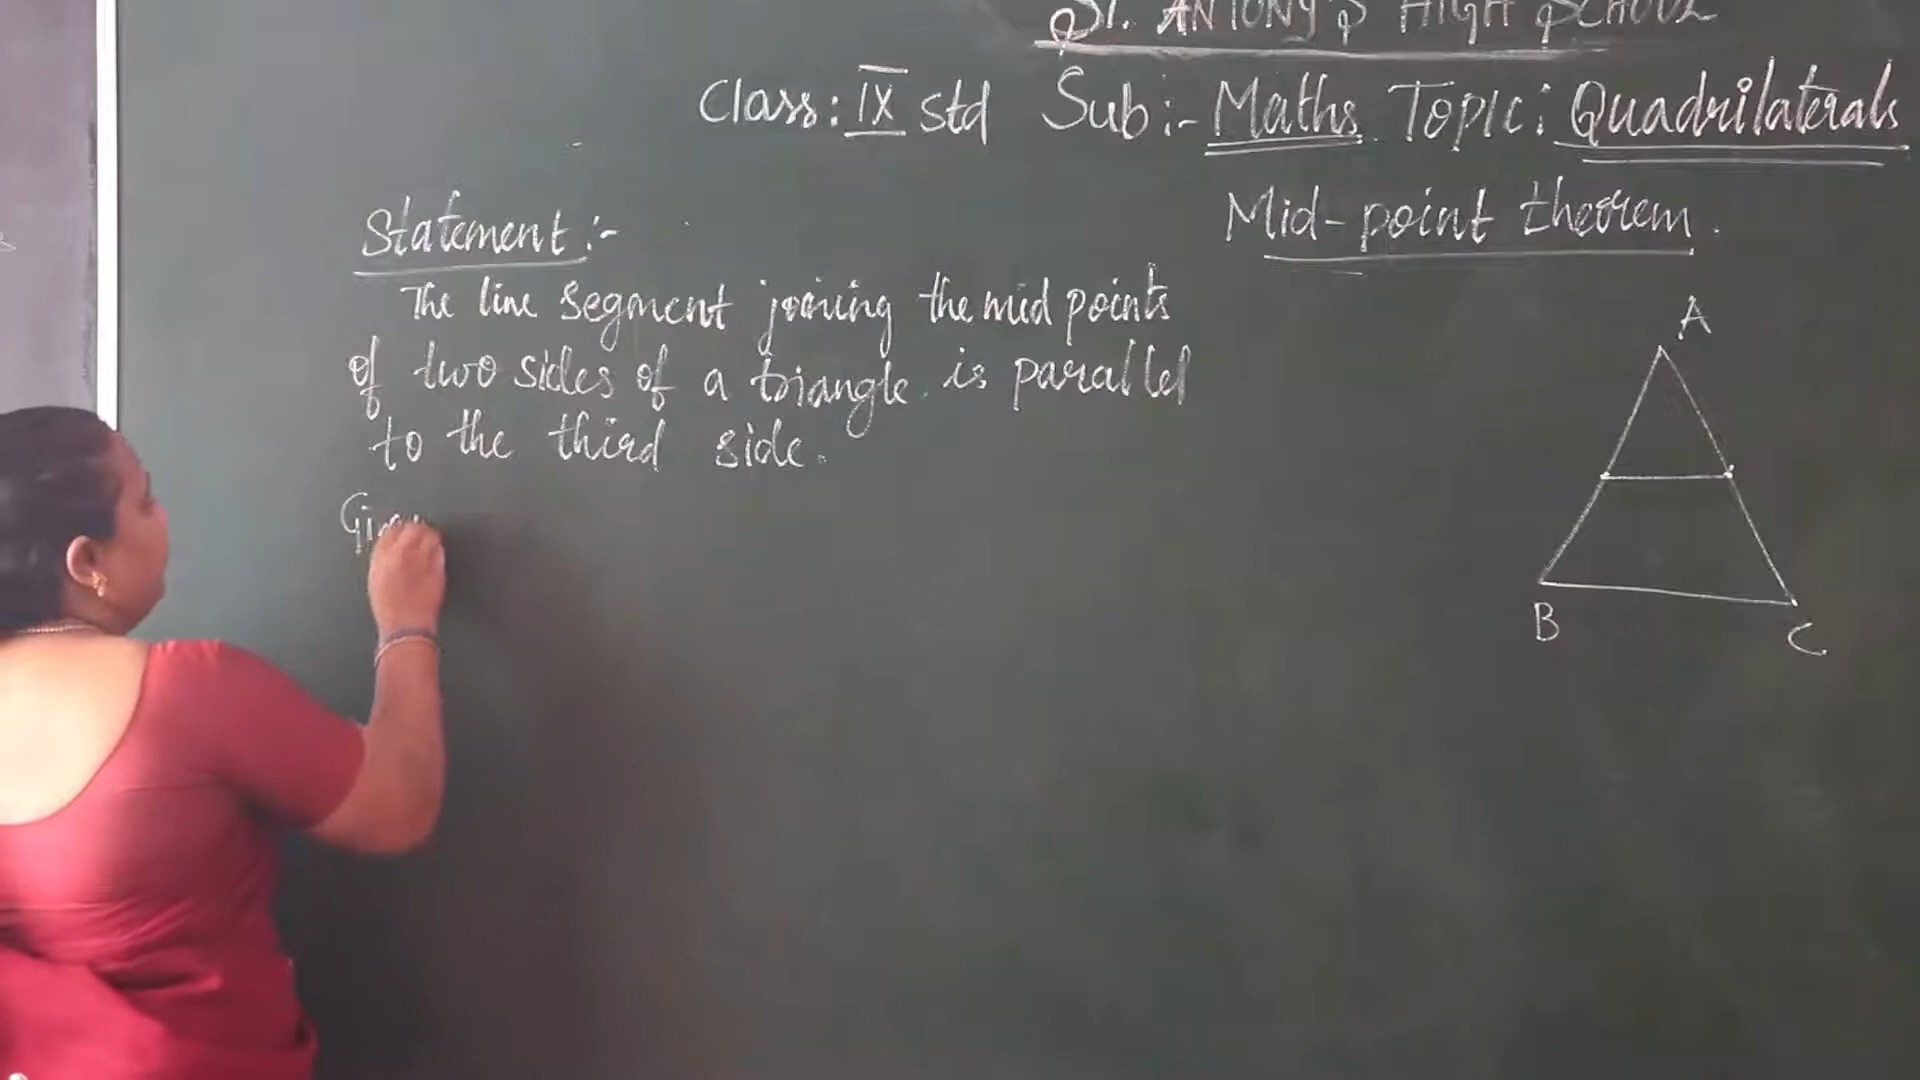 St. ANTONY'S HIGH SCHOOL
Class: IX std Sub:- Maths Topic: Quadrilaterals
Mid-point theorem.
Statement:-
The line segment joining the mid points
of two sides of a triangle is parallel
to the third side.
A
B
C